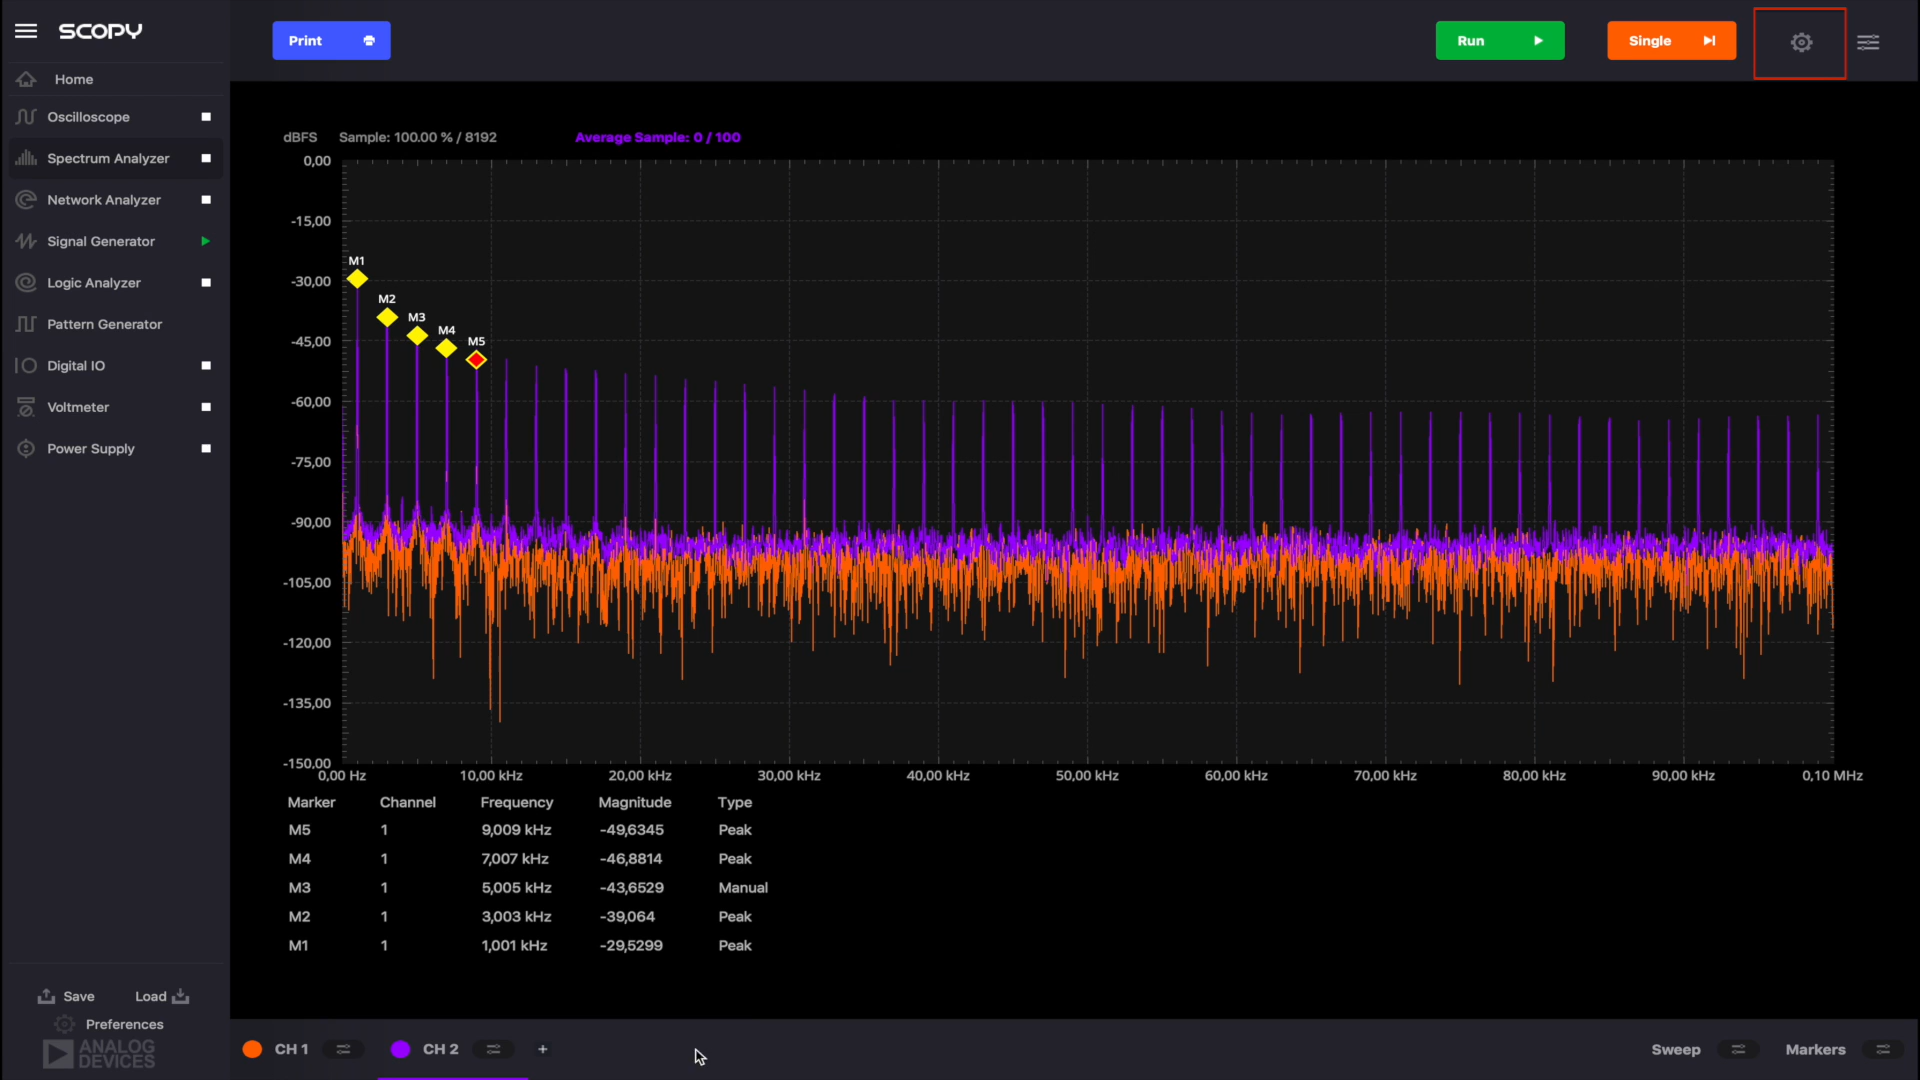 SCOPY
Home
Oscilloscope
Spectrum Analyzer
Network Analyzer
Signal Generator
Logic Analyzer
Pattern Generator
Digital IO
Voltmeter
Power Supply
Save Load
Preferences
ANALOG
DEVICES
Print
Run
Single
dBFS Sample: 100.00 % / 8192 Average Sample: 0 / 100
0,00
-15,00
-30,00
-45,00
-60,00
-75,00
-90,00
-105,00
-120,00
-135,00
-150,00
M1
M2
M3
M4
M5
0,00 Hz 10,00 kHz 20,00 kHz 30,00 kHz 40,00 kHz 50,00 kHz 60,00 kHz 70,00 kHz 80,00 kHz 90,00 kHz 0,10 MHz
Marker Channel Frequency Magnitude Type
M5 1 9,009 kHz -49,6345 Peak
M4 1 7,007 kHz -46,8814 Peak
M3 1 5,005 kHz -43,6529 Manual
M2 1 3,003 kHz -39,064 Peak
M1 1 1,001 kHz -29,5299 Peak
CH 1 CH 2 + Sweep Markers